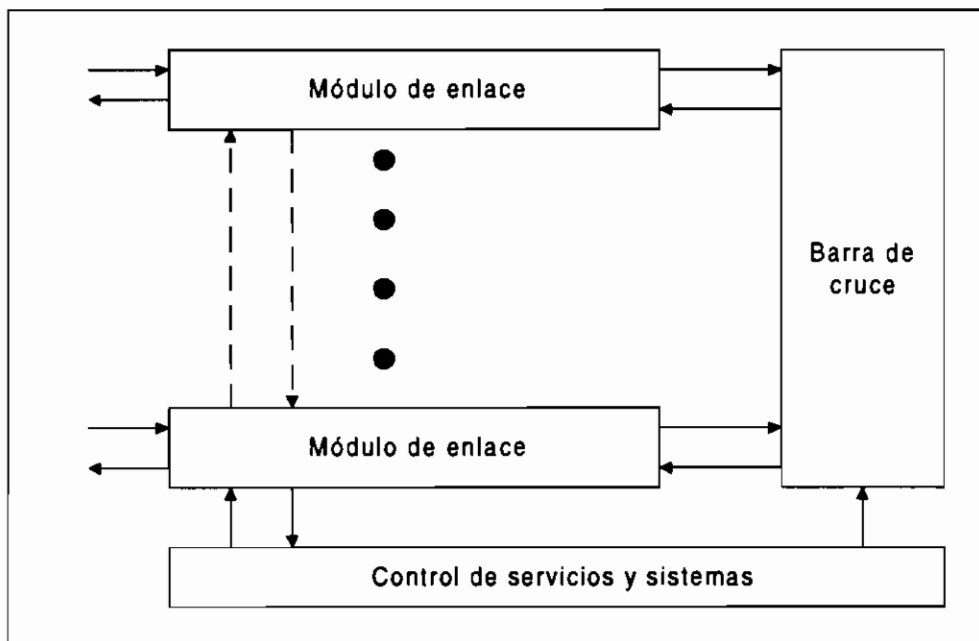 Módulo de enlace
Barra de
cruce
Módulo de enlace
Control de servicios y sistemas